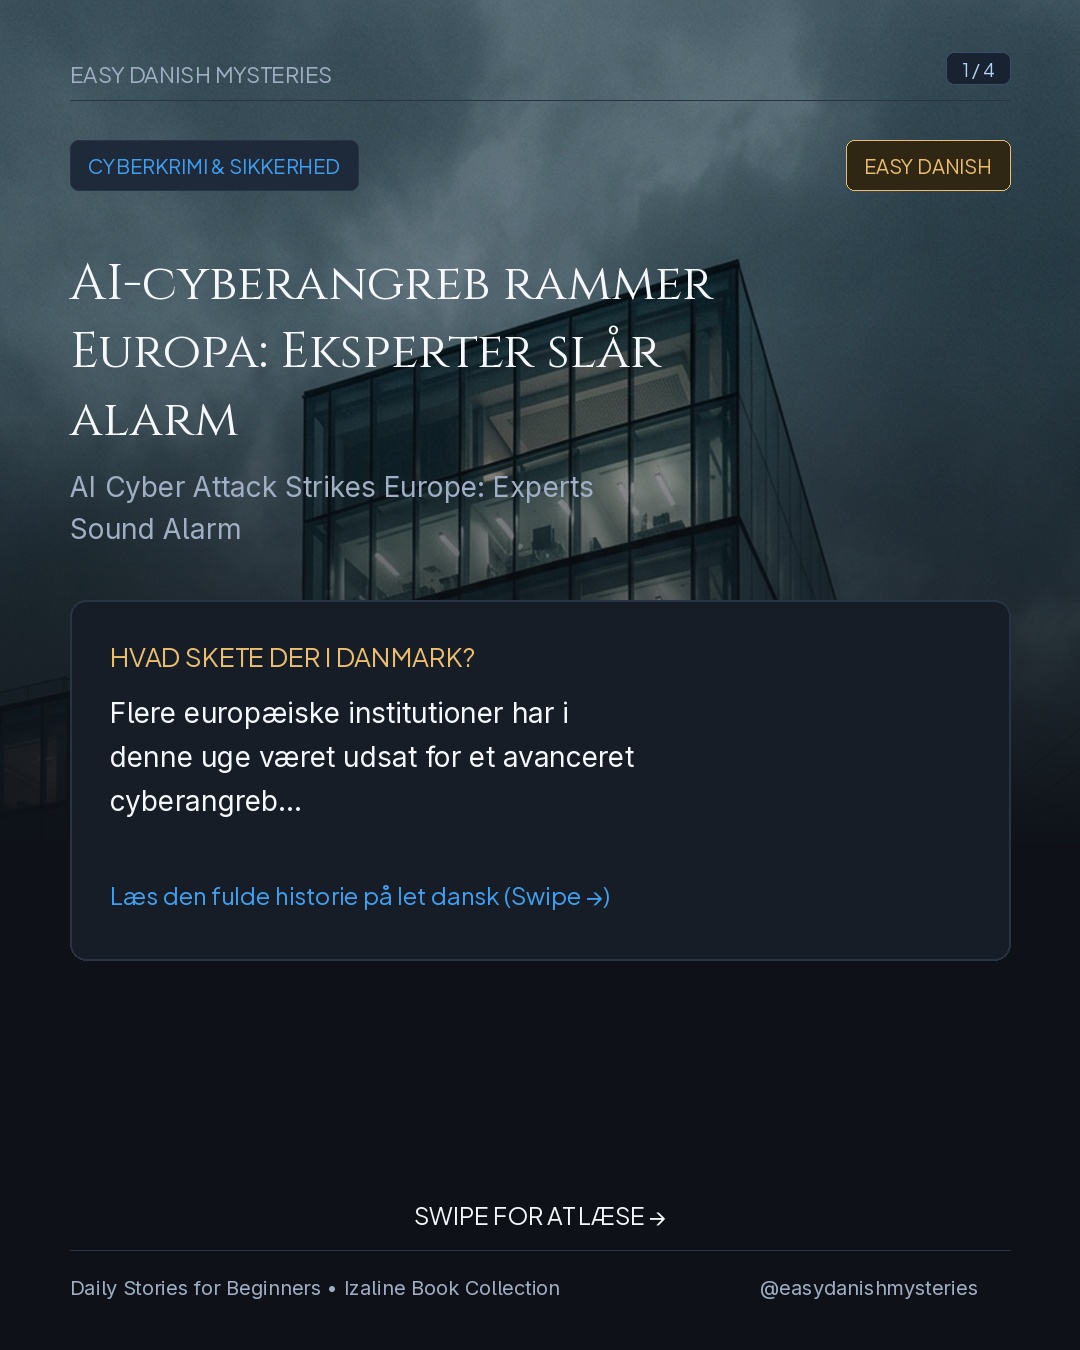 EASY DANISH MYSTERIES
1 / 4
CYBERKRIMI & SIKKERHED
EASY DANISH
AI-CYBERANGREB RAMMER
EUROPA: EKSPERTER SLÅR
ALARM
AI Cyber Attack Strikes Europe: Experts
Sound Alarm
HVAD SKETE DER I DANMARK?
Flere europæiske institutioner har i
denne uge været udsat for et avanceret
cyberangreb...
Læs den fulde historie på let dansk (Swipe →)
SWIPE FOR AT LÆSE →
Daily Stories for Beginners • Izaline Book Collection
@easydanishmysteries